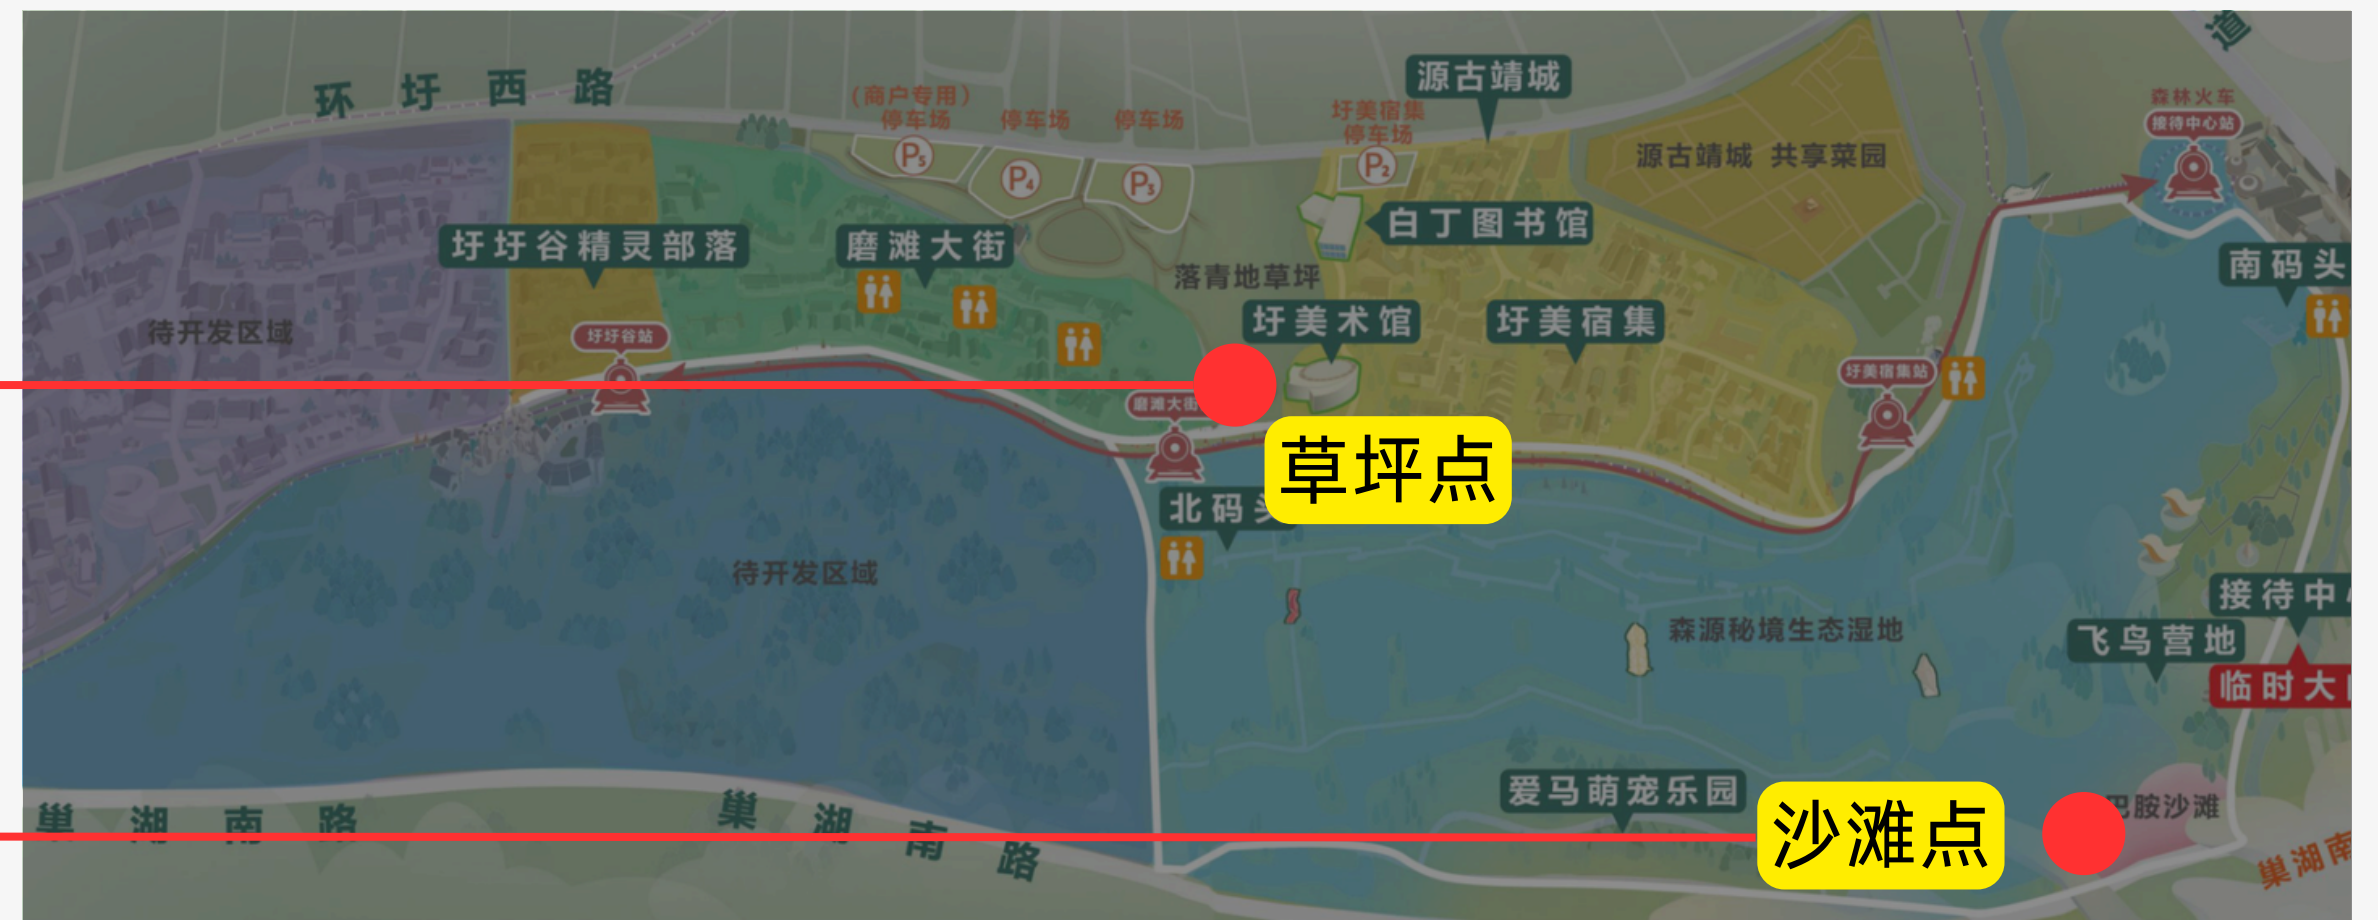 道
环圩西路
源古靖城
(商户专用)
停车场
停车场
停车场
圩美宿集
停车场
森林火车
接待中心站
P5
P4
P3
P2
源古靖城 共享菜园
白丁图书馆
圩圩谷精灵部落
磨滩大街
落青地草坪
南码头
待开发区域
圩圩谷站
圩美术馆
圩美宿集
圩美宿集站
磨滩大街
草坪点
北码头
待开发区域
森源秘境生态湿地
接待中
飞鸟营地
临时大
爱马萌宠乐园
沙滩点
巴胺沙滩
巢湖南路
巢湖南路
巢湖南